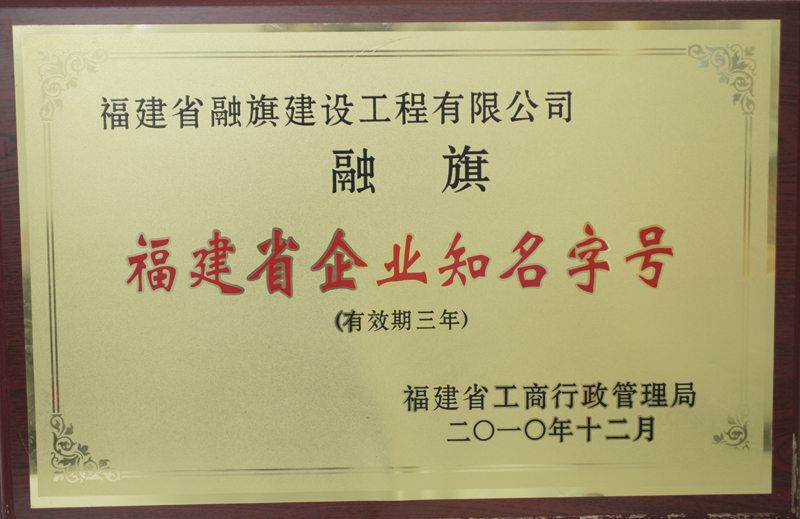 福建省融旗建设工程有限公司
融 旗
福建省企业知名字号
(有效期三年)
福建省工商行政管理局
二〇一〇年十二月